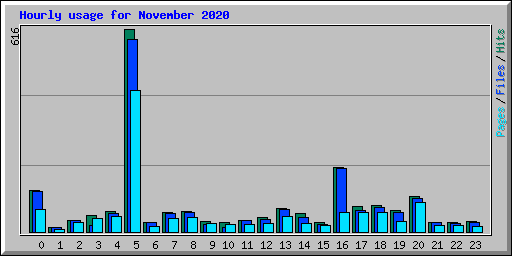 Hourly usage for November 2020
616
Pages/Files/Hits
0 1 2 3 4 5 6 7 8 9 10 11 12 13 14 15 16 17 18 19 20 21 22 23